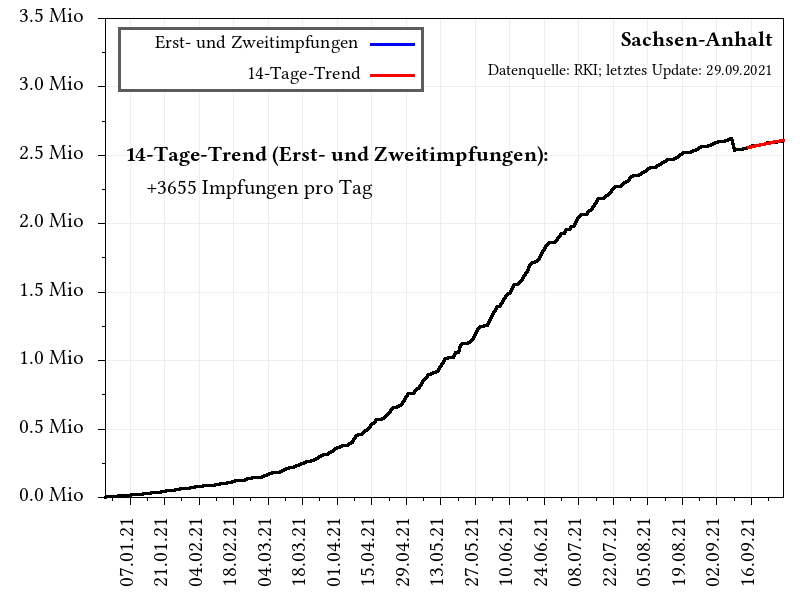 3.5 Mio
3.0 Mio
2.5 Mio
2.0 Mio
1.5 Mio
1.0 Mio
0.5 Mio
0.0 Mio
Erst- und Zweitimpfungen
14-Tage-Trend
Sachsen-Anhalt
Datenquelle: RKI; letztes Update: 29.09.2021
14-Tage-Trend (Erst- und Zweitimpfungen):
+3655 Impfungen pro Tag
07.01.21
21.01.21
04.02.21
18.02.21
04.03.21
18.03.21
01.04.21
15.04.21
29.04.21
13.05.21
27.05.21
10.06.21
24.06.21
08.07.21
22.07.21
05.08.21
19.08.21
02.09.21
16.09.21